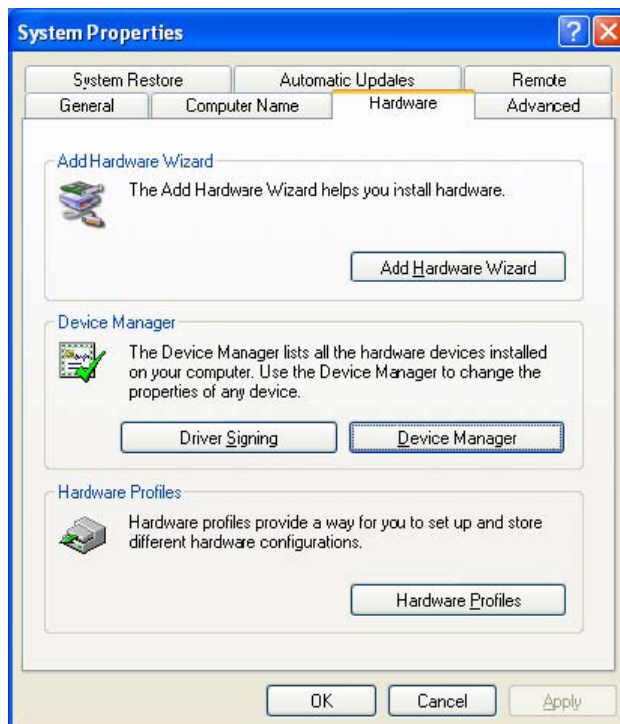 System Properties
System Restore
Automatic Updates
Remote
General
Computer Name
Hardware
Advanced
Add Hardware Wizard
The Add Hardware Wizard helps you install hardware.
Add Hardware Wizard
Device Manager
The Device Manager lists all the hardware devices installed
on your computer. Use the Device Manager to change the
properties of any device.
Driver Signing
Device Manager
Hardware Profiles
Hardware profiles provide a way for you to set up and store
different hardware configurations.
Hardware Profiles
OK
Cancel
Apply